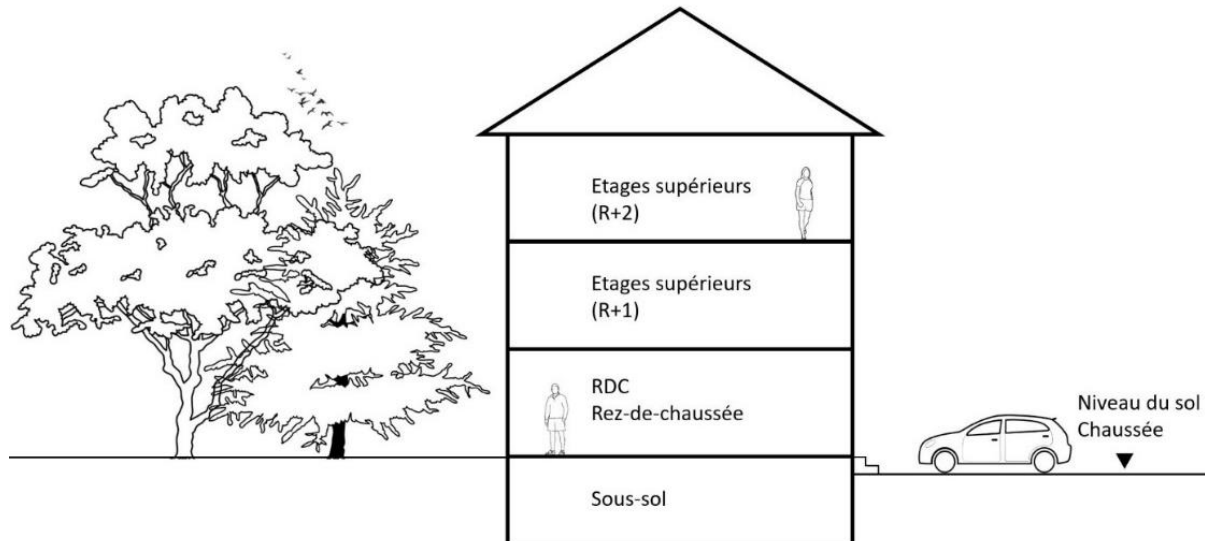 Etages supérieurs
(R+2)
Etages supérieurs
(R+1)
RDC
Rez-de-chaussée
Niveau du sol
Chaussée
Sous-sol